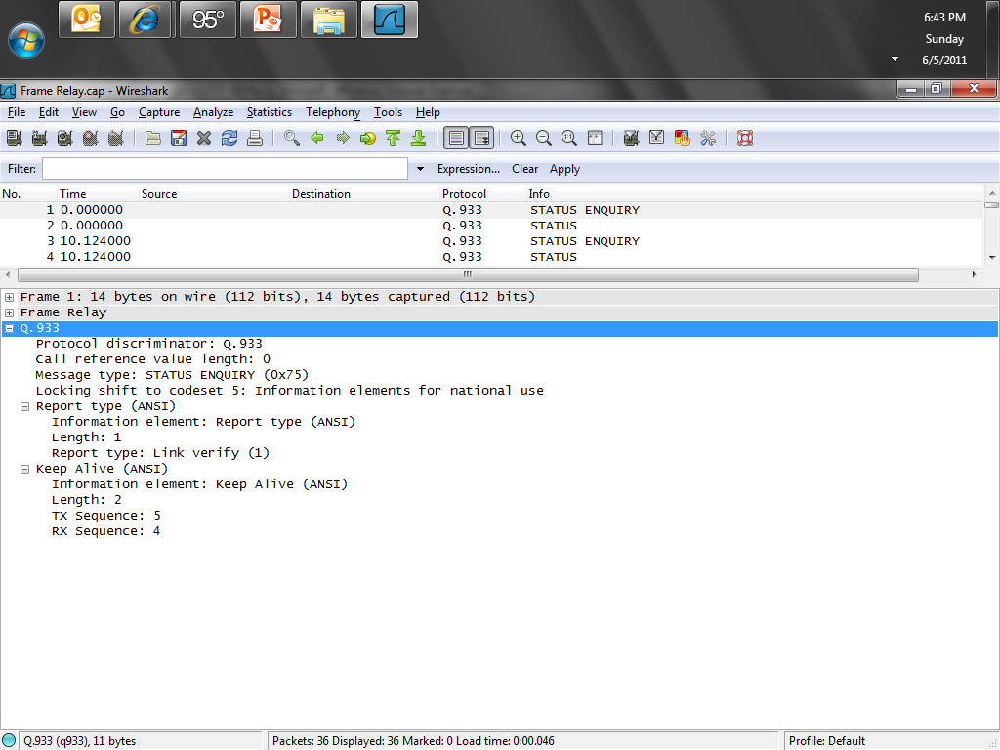 95°
6:43 PM
Sunday
6/5/2011
Frame Relay.cap - Wireshark
File Edit View Go Capture Analyze Statistics Telephony Tools Help
Filter: Expression... Clear Apply
No. Time Source Destination Protocol Info
1 0.000000 Q.933 STATUS ENQUIRY
2 0.000000 Q.933 STATUS
3 10.124000 Q.933 STATUS ENQUIRY
4 10.124000 Q.933 STATUS
Frame 1: 14 bytes on wire (112 bits), 14 bytes captured (112 bits)
Frame Relay
Q.933
Protocol discriminator: Q.933
Call reference value length: 0
Message type: STATUS ENQUIRY (0x75)
Locking shift to codeset 5: Information elements for national use
Report type (ANSI)
Information element: Report type (ANSI)
Length: 1
Report type: Link verify (1)
Keep Alive (ANSI)
Information element: Keep Alive (ANSI)
Length: 2
TX Sequence: 5
RX Sequence: 4
Q.933 (q933), 11 bytes Packets: 36 Displayed: 36 Marked: 0 Load time: 0:00.046 Profile: Default